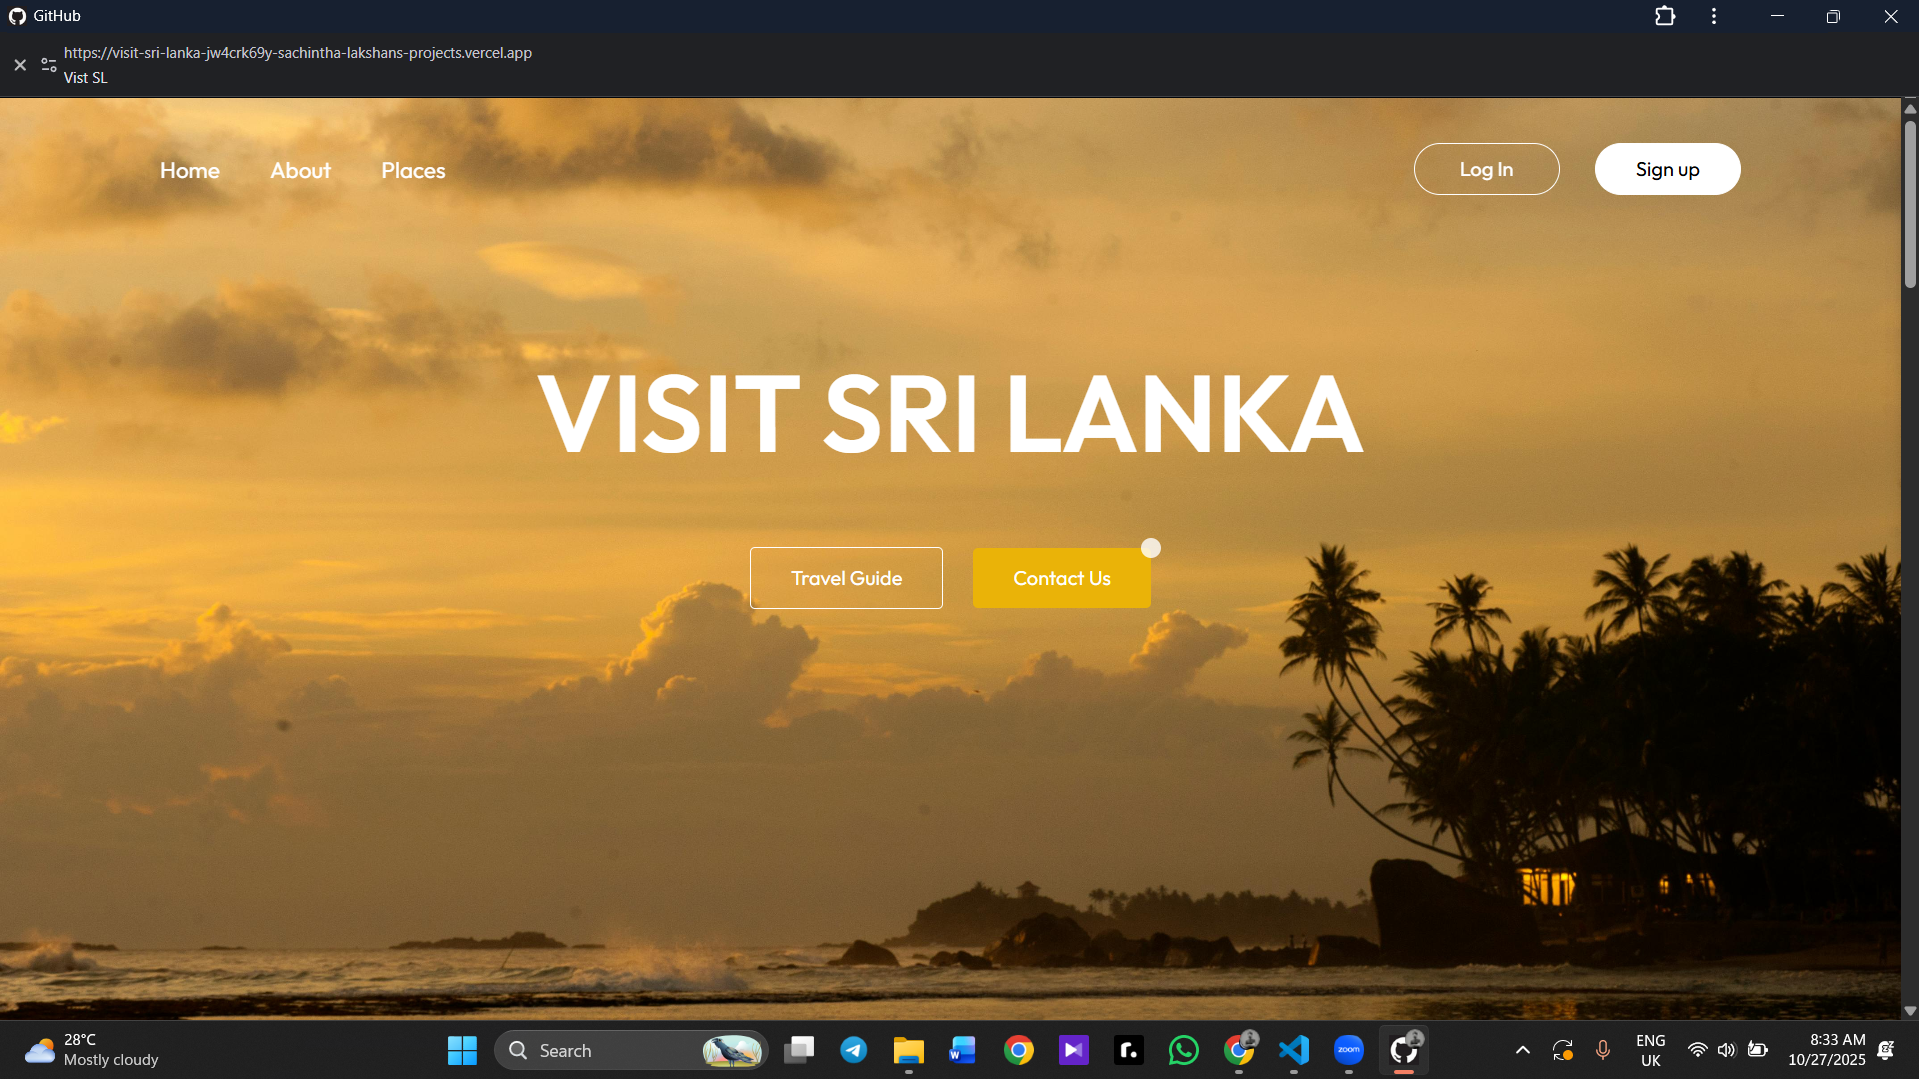 GitHub
https://visit-sri-lanka-jw4crk69y-sachintha-lakshans-projects.vercel.app
Vist SL
Home About Places Log In Sign up
VISIT SRI LANKA
Travel Guide Contact Us
28°C
Mostly cloudy
Search
W
r.
zoom
ENG
UK
8:33 AM
10/27/2025